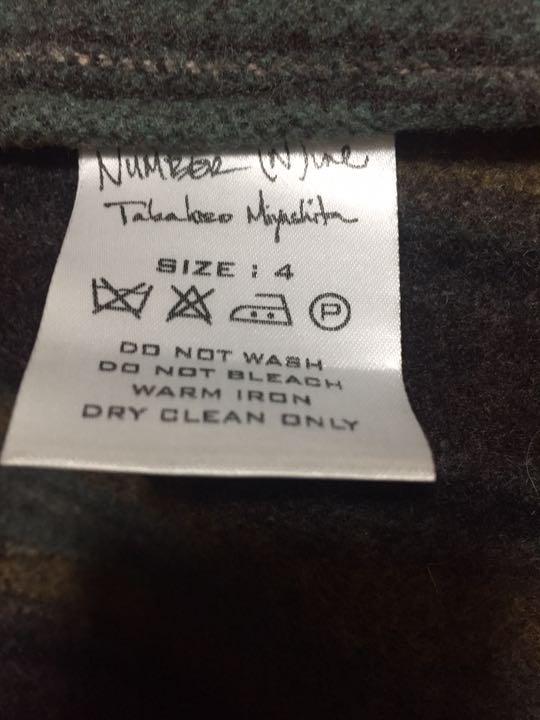 NUMBER (N)ine
Takahiro Miyashita
SIZE : 4
P
DO NOT WASH
DO NOT BLEACH
WARM IRON
DRY CLEAN ONLY